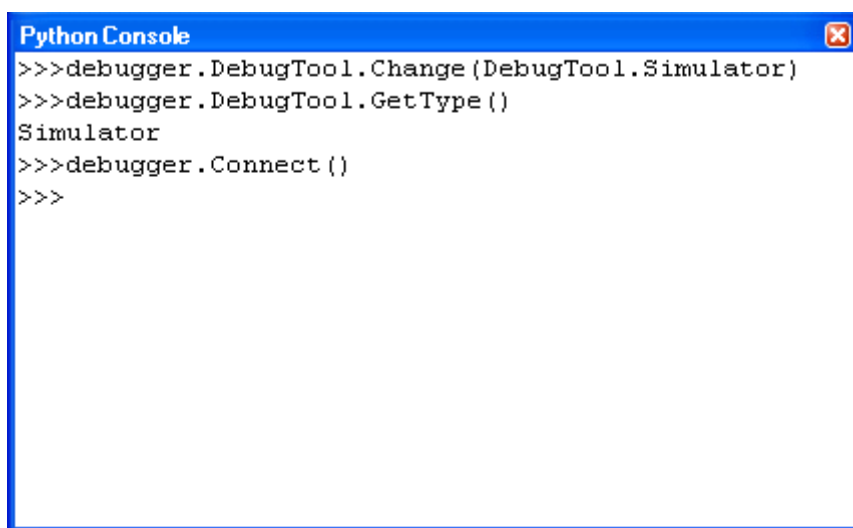 Python Console
>>>debugger.DebugTool.Change(DebugTool.Simulator)
>>>debugger.DebugTool.GetType()
Simulator
>>>debugger.Connect()
>>>